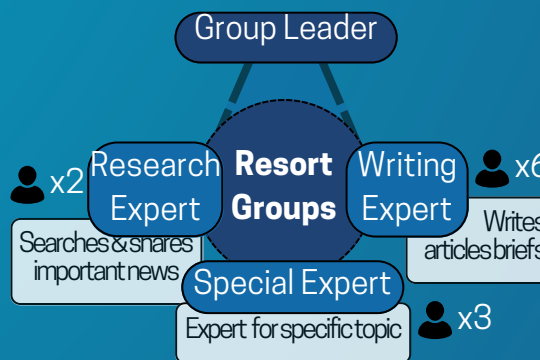 Group Leader
x2
Research
Expert
Resort
Groups
Writing
Expert
x6
Searches & shares
important news
Writes
articles briefs
Special Expert
Expert for specific topic
x3